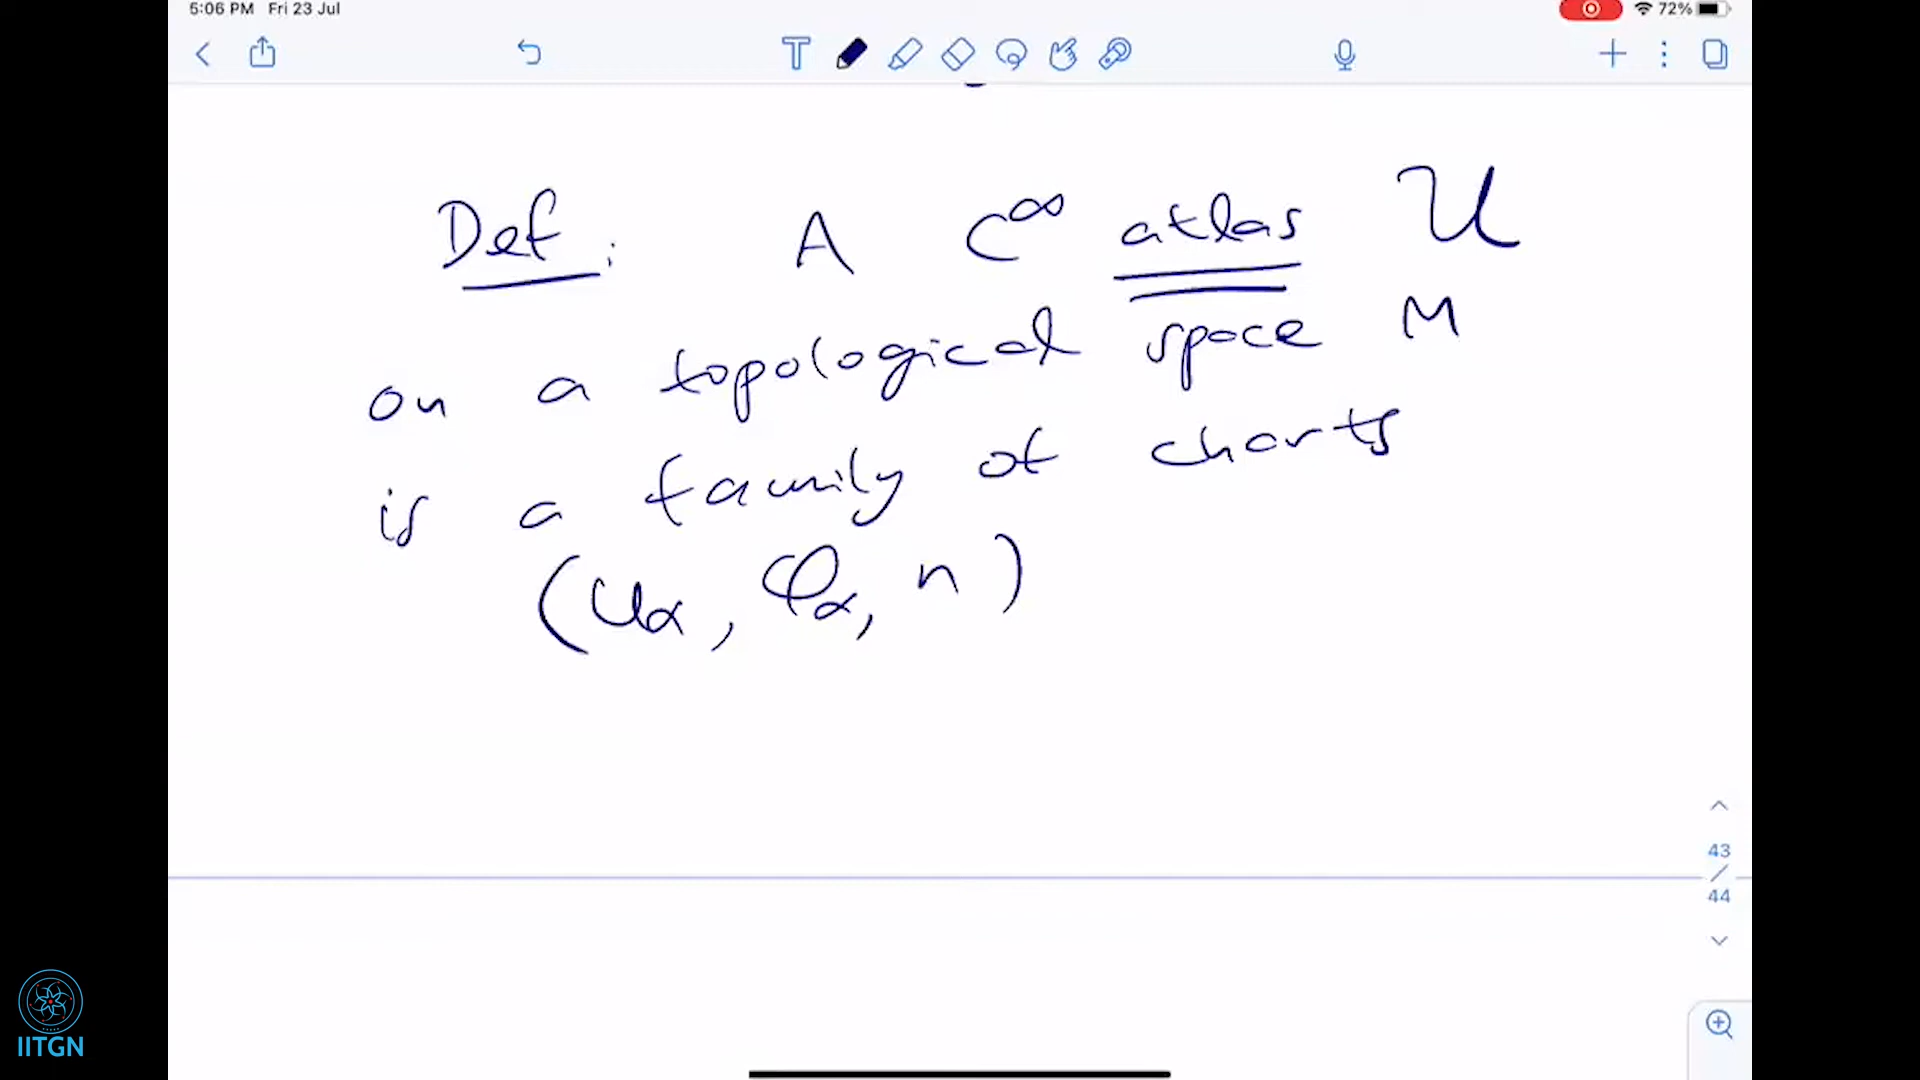 5:06 PM Fri 23 Jul 72%
Def: A C^∞ atlas 𝒰
on a topological space M
is a family of charts
(U_α, φ_α, n)
43
44
IITGN